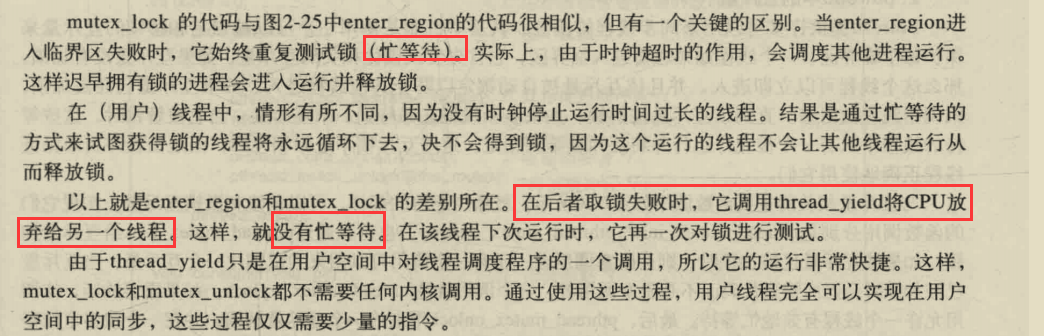 mutex_lock 的代码与图2-25中enter_region的代码很相似，但有一个关键的区别。当enter_region进
入临界区失败时，它始终重复测试锁（忙等待）。实际上，由于时钟超时的作用，会调度其他进程运行。
这样迟早拥有锁的进程会进入运行并释放锁。
在（用户）线程中，情形有所不同，因为没有时钟停止运行时间过长的线程。结果是通过忙等待的
方式来试图获得锁的线程将永远循环下去，决不会得到锁，因为这个运行的线程不会让其他线程运行从
而释放锁。
以上就是enter_region和mutex_lock 的差别所在。在后者取锁失败时，它调用thread_yield将CPU放
弃给另一个线程。这样，就没有忙等待。在该线程下次运行时，它再一次对锁进行测试。
由于thread_yield只是在用户空间中对线程调度程序的一个调用，所以它的运行非常快捷。这样，
mutex_lock和mutex_unlock都不需要任何内核调用。通过使用这些过程，用户线程完全可以实现在用户
空间中的同步，这些过程仅仅需要少量的指令。